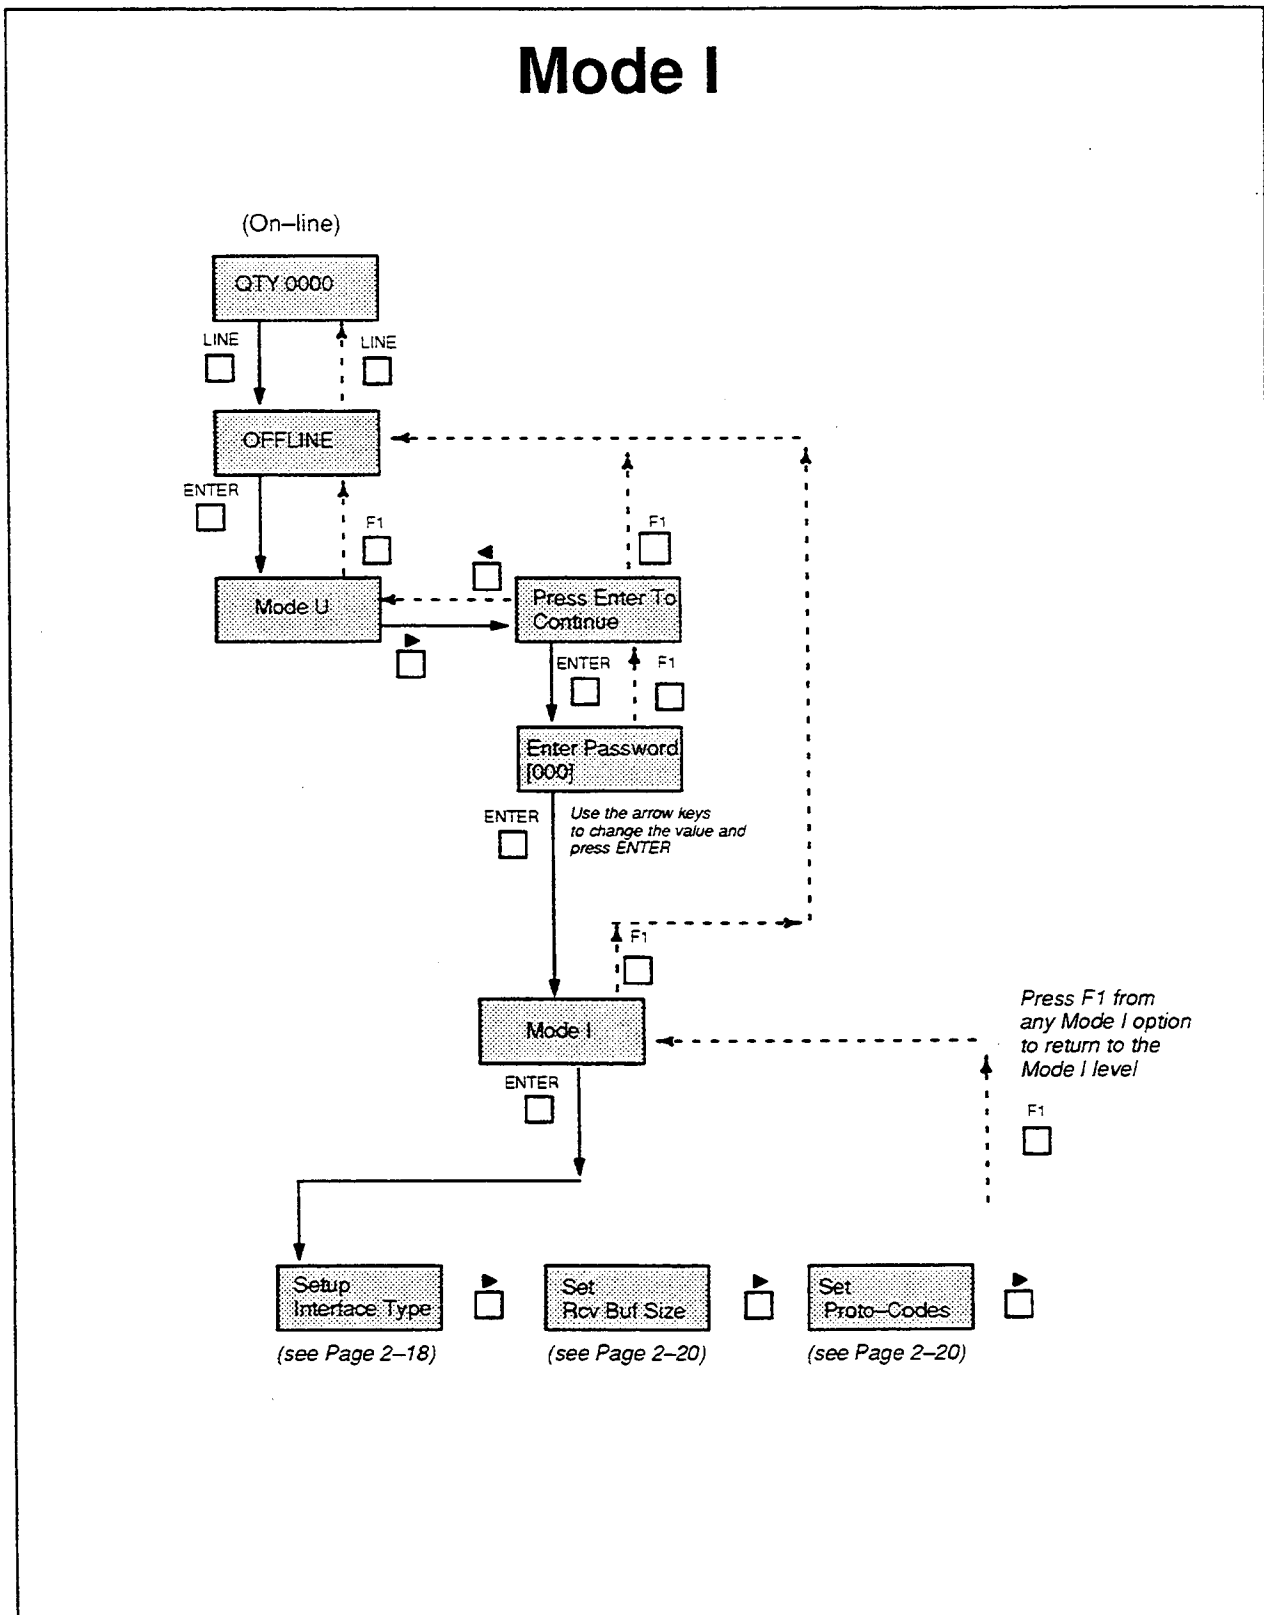 Mode I
(On–line)
QTY 0000
LINE
LINE
OFFLINE
ENTER
F1
F1
Mode U
Press Enter To
Continue
ENTER
F1
Enter Password
[000]
ENTER
Use the arrow keys
to change the value and
press ENTER
F1
Mode I
Press F1 from
any Mode I option
to return to the
Mode I level
ENTER
F1
Setup
Interface Type
Set
Rcv Buf Size
Set
Proto–Codes
(see Page 2–18)
(see Page 2–20)
(see Page 2–20)